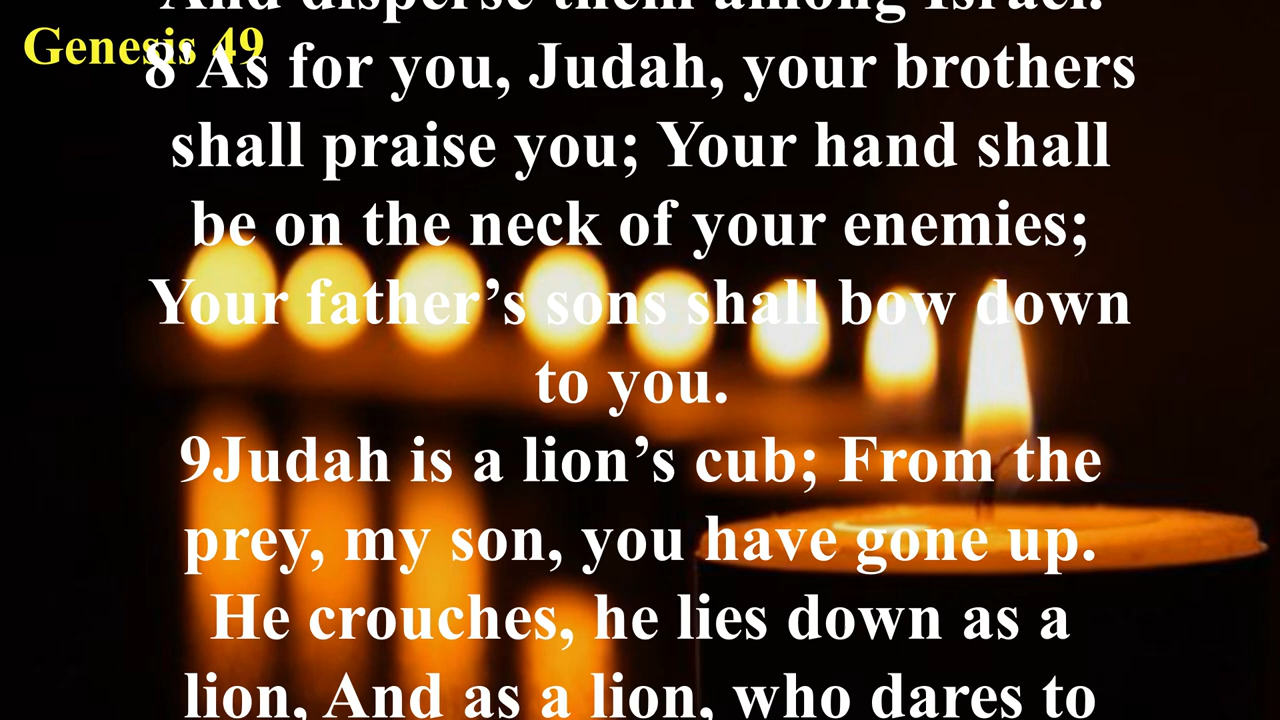 And disperse them among Israel.
Genesis 49
8‘ As for you, Judah, your brothers
shall praise you; Your hand shall
be on the neck of your enemies;
Your father’s sons shall bow down
to you.
9Judah is a lion’s cub; From the
prey, my son, you have gone up.
He crouches, he lies down as a
lion, And as a lion, who dares to